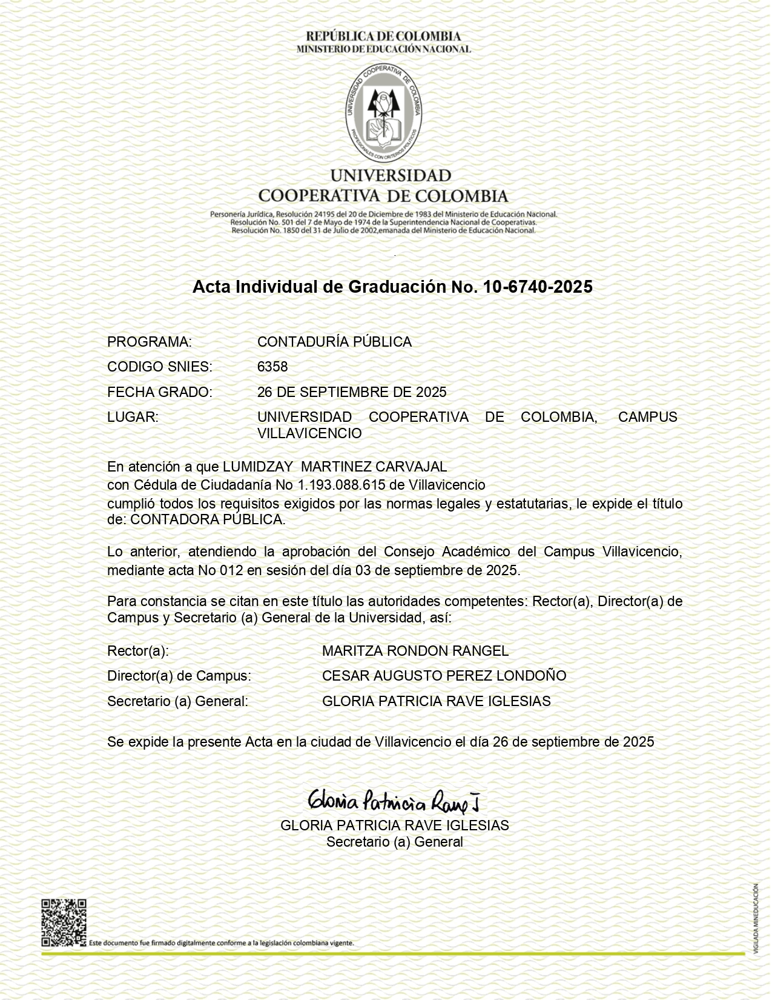 REPÚBLICA DE COLOMBIA
MINISTERIO DE EDUCACIÓN NACIONAL
UNIVERSIDAD COOPERATIVA DE COLOMBIA
PROFESIONALES CON CRITERIOS POLITICOS
UNIVERSIDAD
COOPERATIVA DE COLOMBIA
Personería Jurídica, Resolución 24195 del 20 de Diciembre de 1983 del Ministerio de Educación Nacional.
Resolución No. 501 del 7 de Mayo de 1974 de la Superintendencia Nacional de Cooperativas.
Resolución No. 1850 del 31 de Julio de 2002,emanada del Ministerio de Educación Nacional.
.
Acta Individual de Graduación No. 10-6740-2025
PROGRAMA: CONTADURÍA PÚBLICA
CODIGO SNIES: 6358
FECHA GRADO: 26 DE SEPTIEMBRE DE 2025
LUGAR: UNIVERSIDAD COOPERATIVA DE COLOMBIA, CAMPUS
VILLAVICENCIO
En atención a que LUMIDZAY MARTINEZ CARVAJAL
con Cédula de Ciudadanía No 1.193.088.615 de Villavicencio
cumplió todos los requisitos exigidos por las normas legales y estatutarias, le expide el título
de: CONTADORA PÚBLICA.
Lo anterior, atendiendo la aprobación del Consejo Académico del Campus Villavicencio,
mediante acta No 012 en sesión del día 03 de septiembre de 2025.
Para constancia se citan en este título las autoridades competentes: Rector(a), Director(a) de
Campus y Secretario (a) General de la Universidad, así:
Rector(a): MARITZA RONDON RANGEL
Director(a) de Campus: CESAR AUGUSTO PEREZ LONDOÑO
Secretario (a) General: GLORIA PATRICIA RAVE IGLESIAS
Se expide la presente Acta en la ciudad de Villavicencio el día 26 de septiembre de 2025
Gloria Patricia Rave I
GLORIA PATRICIA RAVE IGLESIAS
Secretario (a) General
Este documento fue firmado digitalmente conforme a la legislación colombiana vigente.
VIGILADA MINEDUCACIÓN